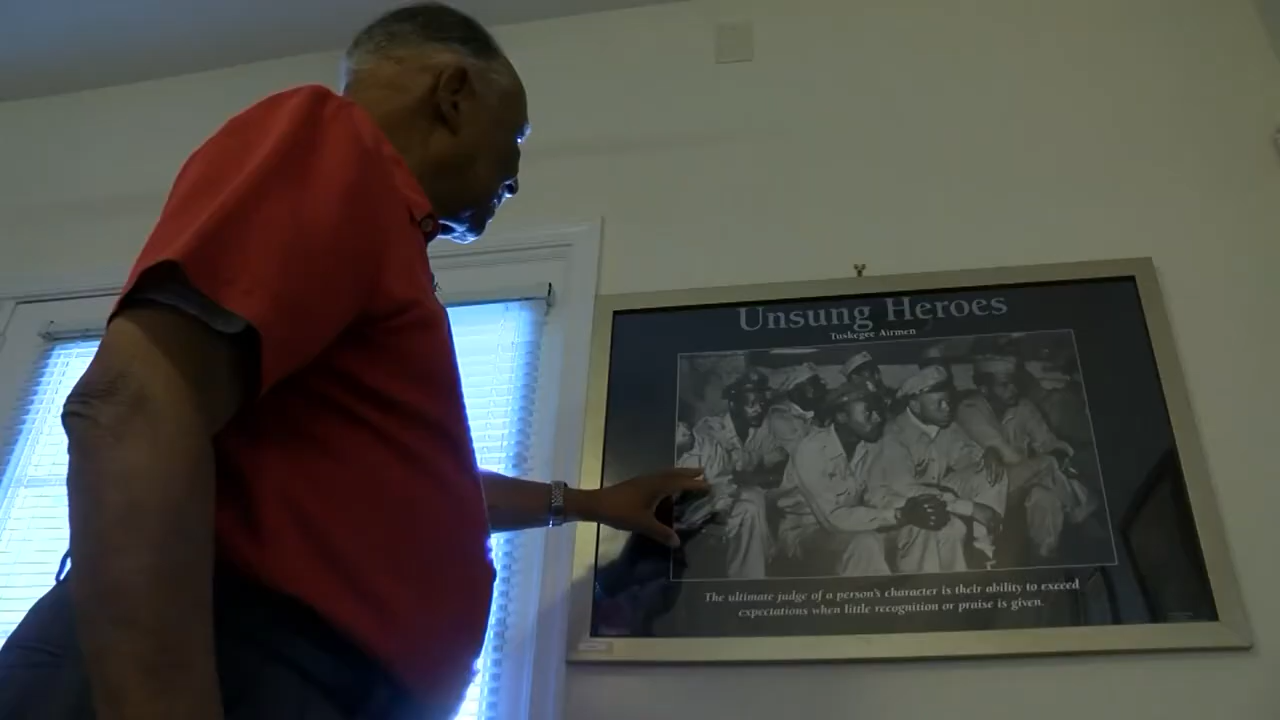 Unsung Heroes
Tuskegee Airmen
The ultimate judge of a person's character is their ability to exceed
expectations when little recognition or praise is given.